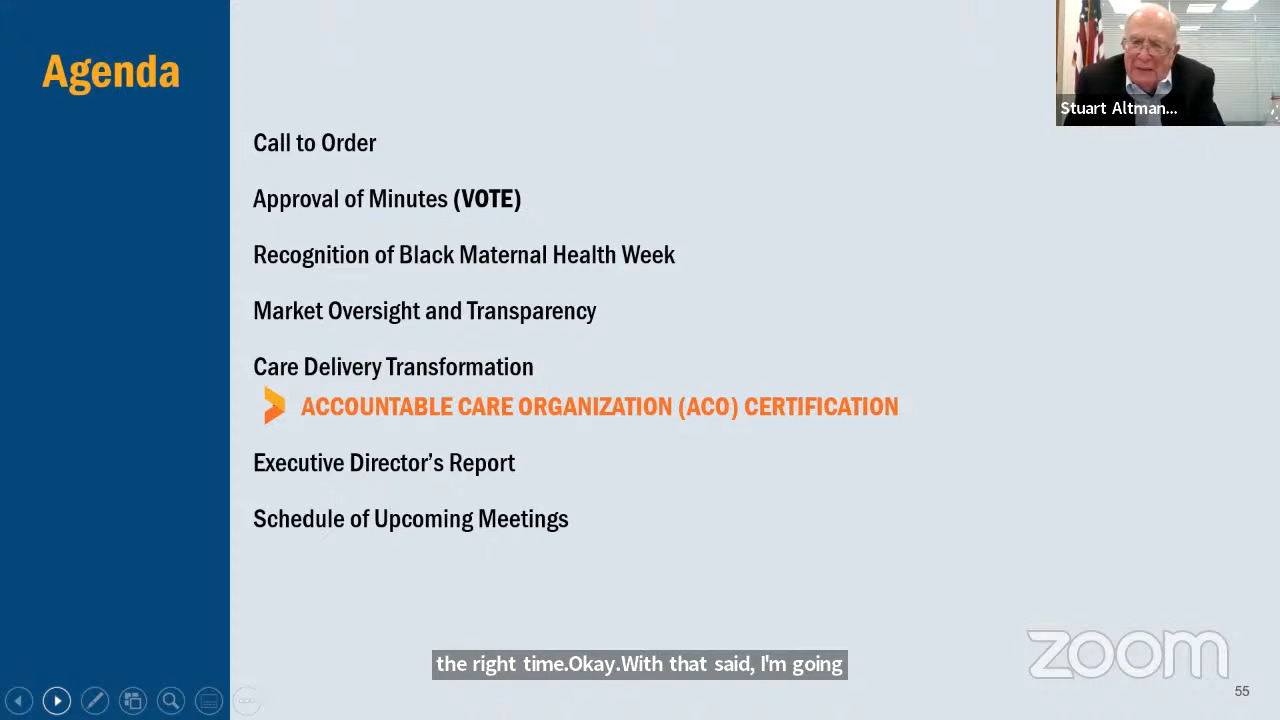 Agenda
Stuart Altman...
Call to Order
Approval of Minutes (VOTE)
Recognition of Black Maternal Health Week
Market Oversight and Transparency
Care Delivery Transformation
ACCOUNTABLE CARE ORGANIZATION (ACO) CERTIFICATION
Executive Director's Report
Schedule of Upcoming Meetings
the right time.Okay.With that said, I'm going
zoom
55